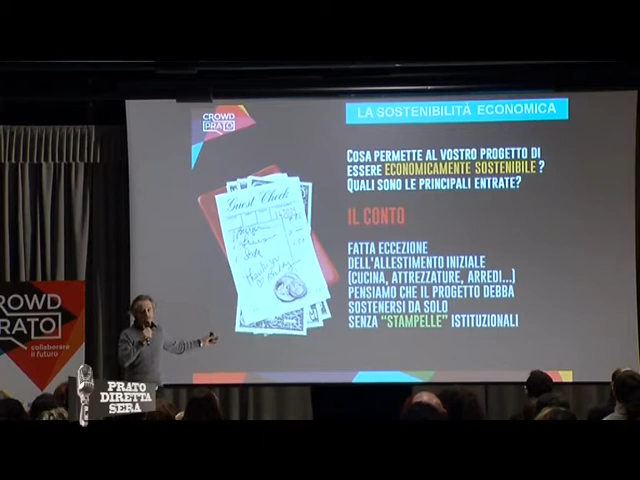 CROWD
PRATO
LA SOSTENIBILITÀ ECONOMICA
COSA PERMETTE AL VOSTRO PROGETTO DI
ESSERE ECONOMICAMENTE SOSTENIBILE ?
QUALI SONO LE PRINCIPALI ENTRATE?
Guest Check
IL CONTO
FATTA ECCEZIONE
DELL'ALLESTIMENTO INIZIALE
(CUCINA, ATTREZZATURE, ARREDI...)
PENSIAMO CHE IL PROGETTO DEBBA
SOSTENERSI DA SOLO
SENZA "STAMPELLE" ISTITUZIONALI
CROWD
PRATO
collaborare
il futuro
PRATO
DIRETTA
SERA